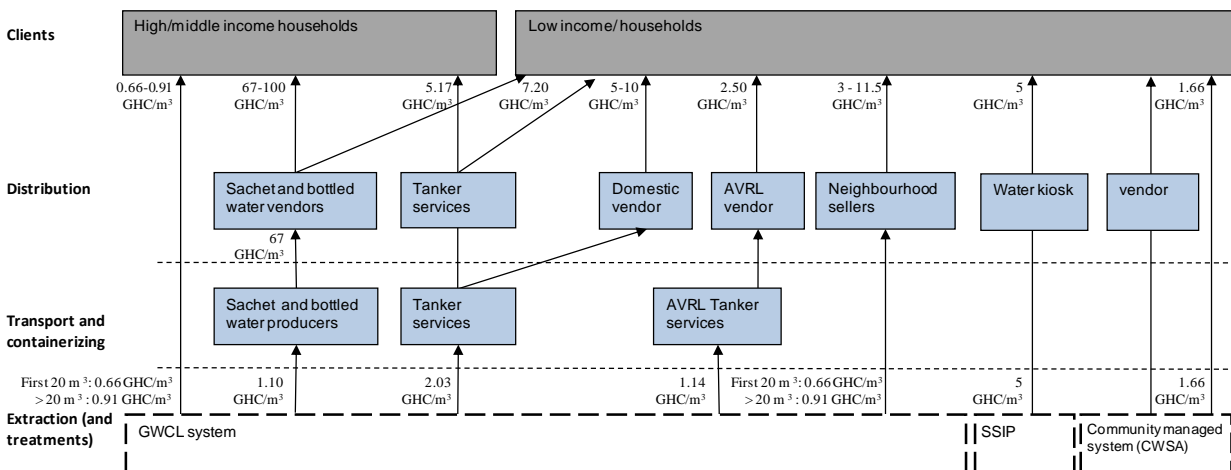 Clients
High/middle income households
Low income/ households
0.66-0.91
GHC/m³
67-100
GHC/m³
5.17
GHC/m³
7.20
GHC/m³
5-10
GHC/m³
2.50
GHC/m³
3 - 11.5
GHC/m³
5
GHC/m³
1.66
GHC/m³
Distribution
Sachet and bottled
water vendors
Tanker
services
Domestic
vendor
AVRL
vendor
Neighbourhood
sellers
Water kiosk
vendor
67
GHC/m³
Transport and
containerizing
Sachet and bottled
water producers
Tanker
services
AVRL Tanker
services
First 20 m³: 0.66 GHC/m³
>20 m³: 0.91 GHC/m³
1.10
GHC/m³
2.03
GHC/m³
1.14
GHC/m³
First 20 m³: 0.66 GHC/m³
>20 m³: 0.91 GHC/m³
5
GHC/m³
1.66
GHC/m³
Extraction (and
treatments)
GWCL system
SSIP
Community managed
system (CWSA)